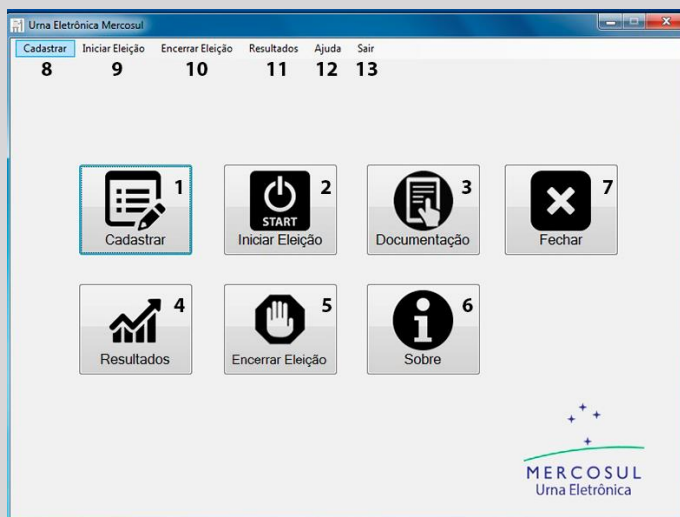 Urna Eletrônica Mercosul
Cadastrar Iniciar Eleição Encerrar Eleição Resultados Ajuda Sair
8 9 10 11 12 13
1 2 3 7
START
Cadastrar Iniciar Eleição Documentação Fechar
4 5 6
Resultados Encerrar Eleição Sobre
MERCOSUL
Urna Eletrônica